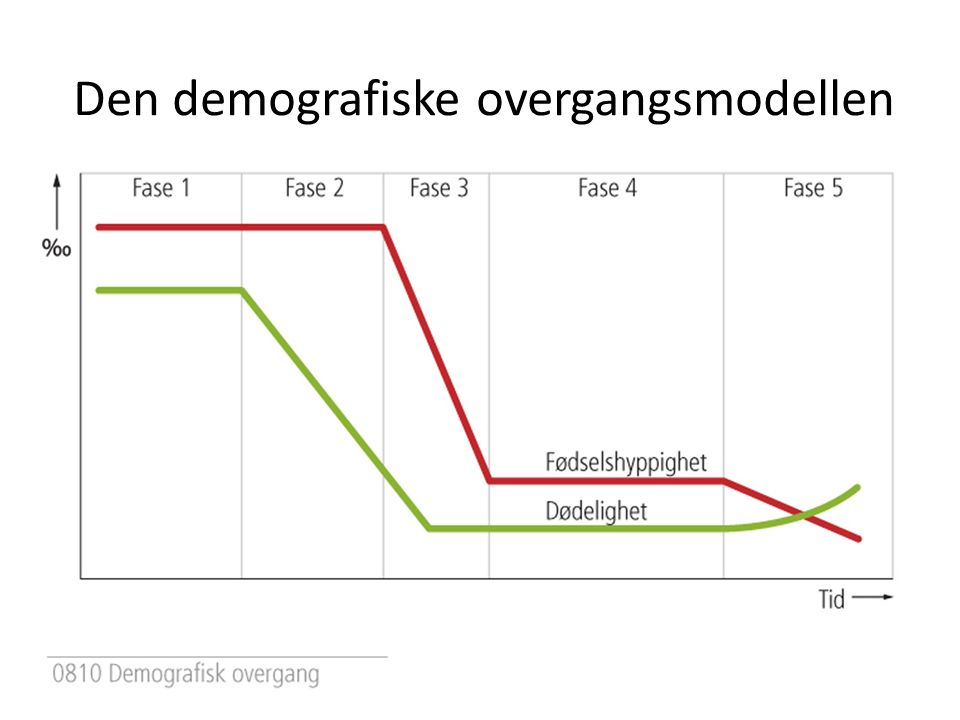 Den demografiske overgangsmodellen
Fase 1 Fase 2 Fase 3 Fase 4 Fase 5
‰
Fødselshyppighet
Dødelighet
Tid
0810 Demografisk overgang